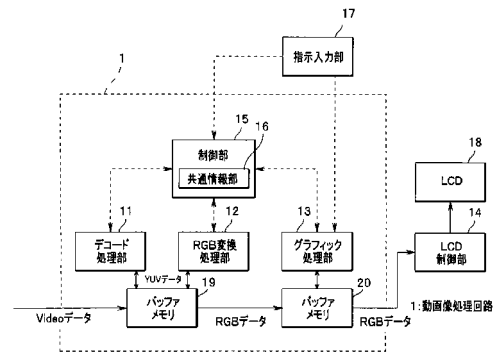 17
指示入力部
1
15
16
制御部
共通情報部
18
LCD
11
12
13
14
デコード
処理部
RGB変換
処理部
グラフィック
処理部
LCD
制御部
YUVデータ
19
20
バッファ
メモリ
バッファ
メモリ
Videoデータ
RGBデータ
RGBデータ
1:動画像処理回路